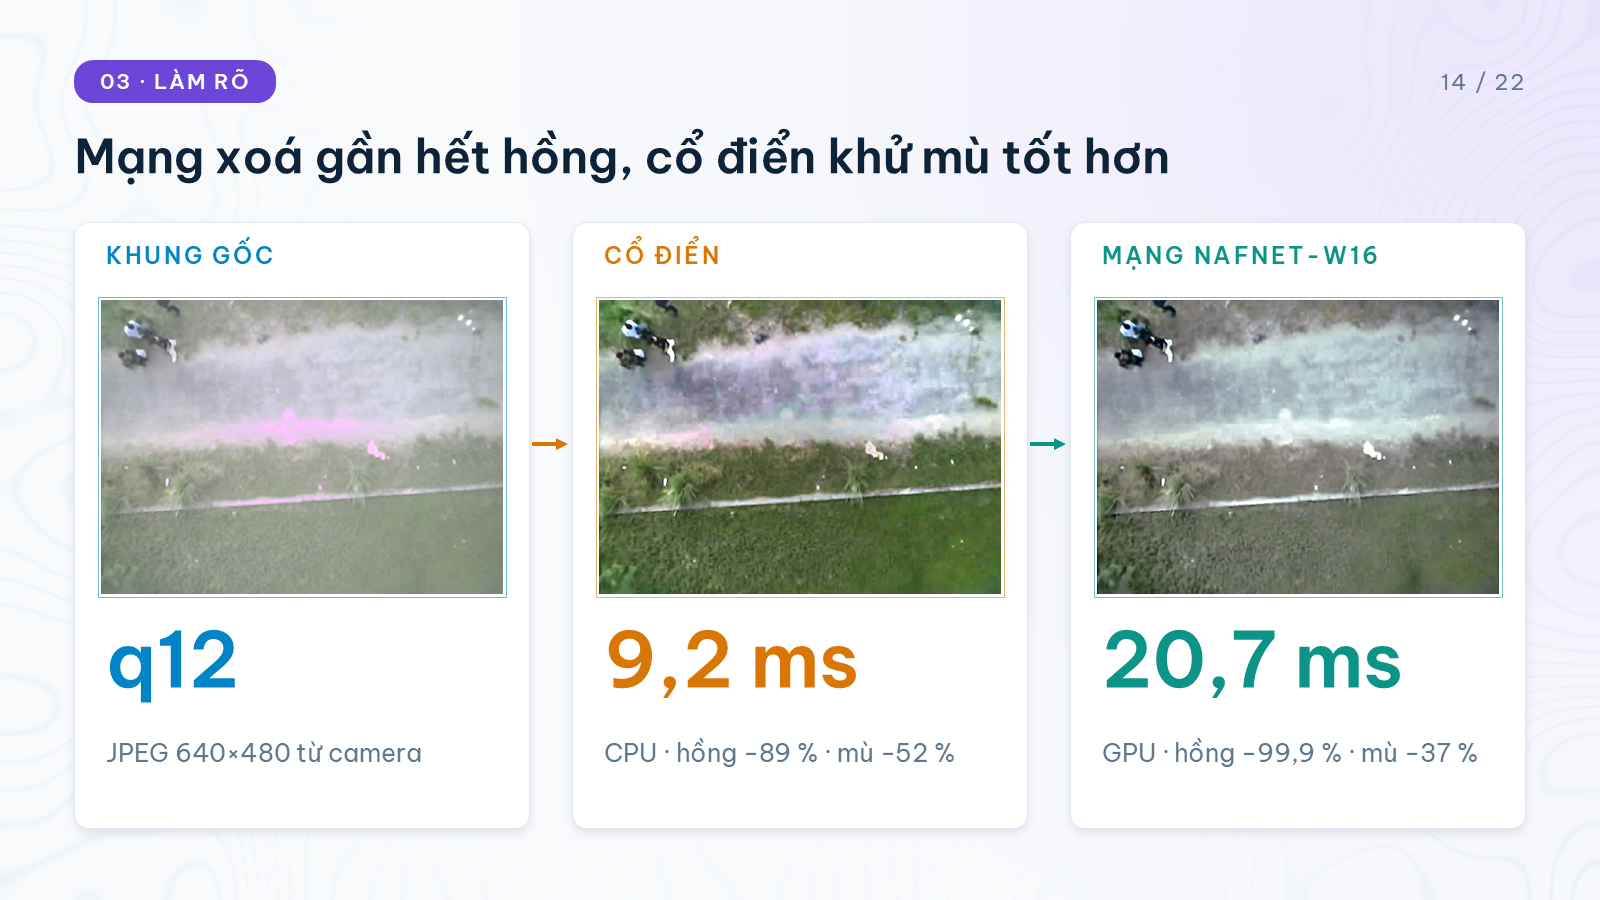 03 · LÀM RÕ
14 / 22
Mạng xoá gần hết hồng, cổ điển khử mù tốt hơn
KHUNG GỐC
CỔ ĐIỂN
MẠNG NAFNET-W16
q12
9,2 ms
20,7 ms
JPEG 640×480 từ camera
CPU · hồng −89 % · mù −52 %
GPU · hồng −99,9 % · mù −37 %